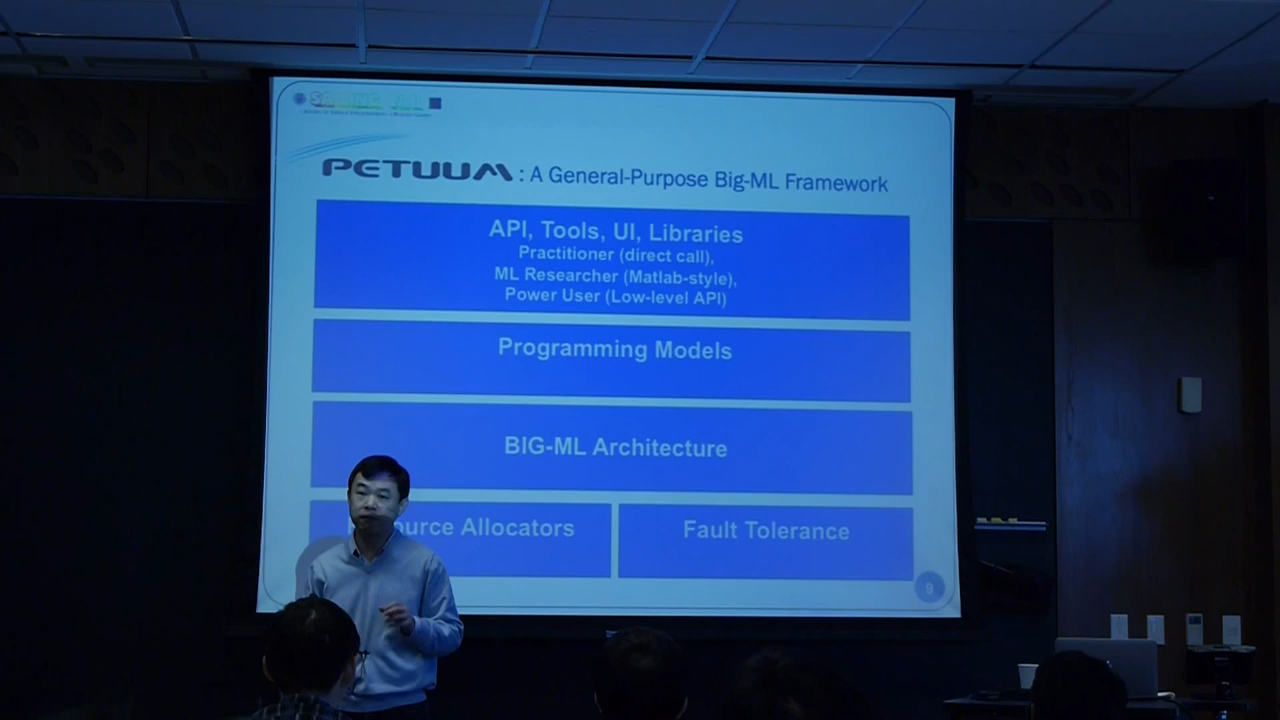 PETUUM : A General-Purpose Big-ML Framework
API, Tools, UI, Libraries
Practitioner (direct call),
ML Researcher (Matlab-style),
Power User (Low-level API)
Programming Models
BIG-ML Architecture
Allocators
Fault Tolerance
9